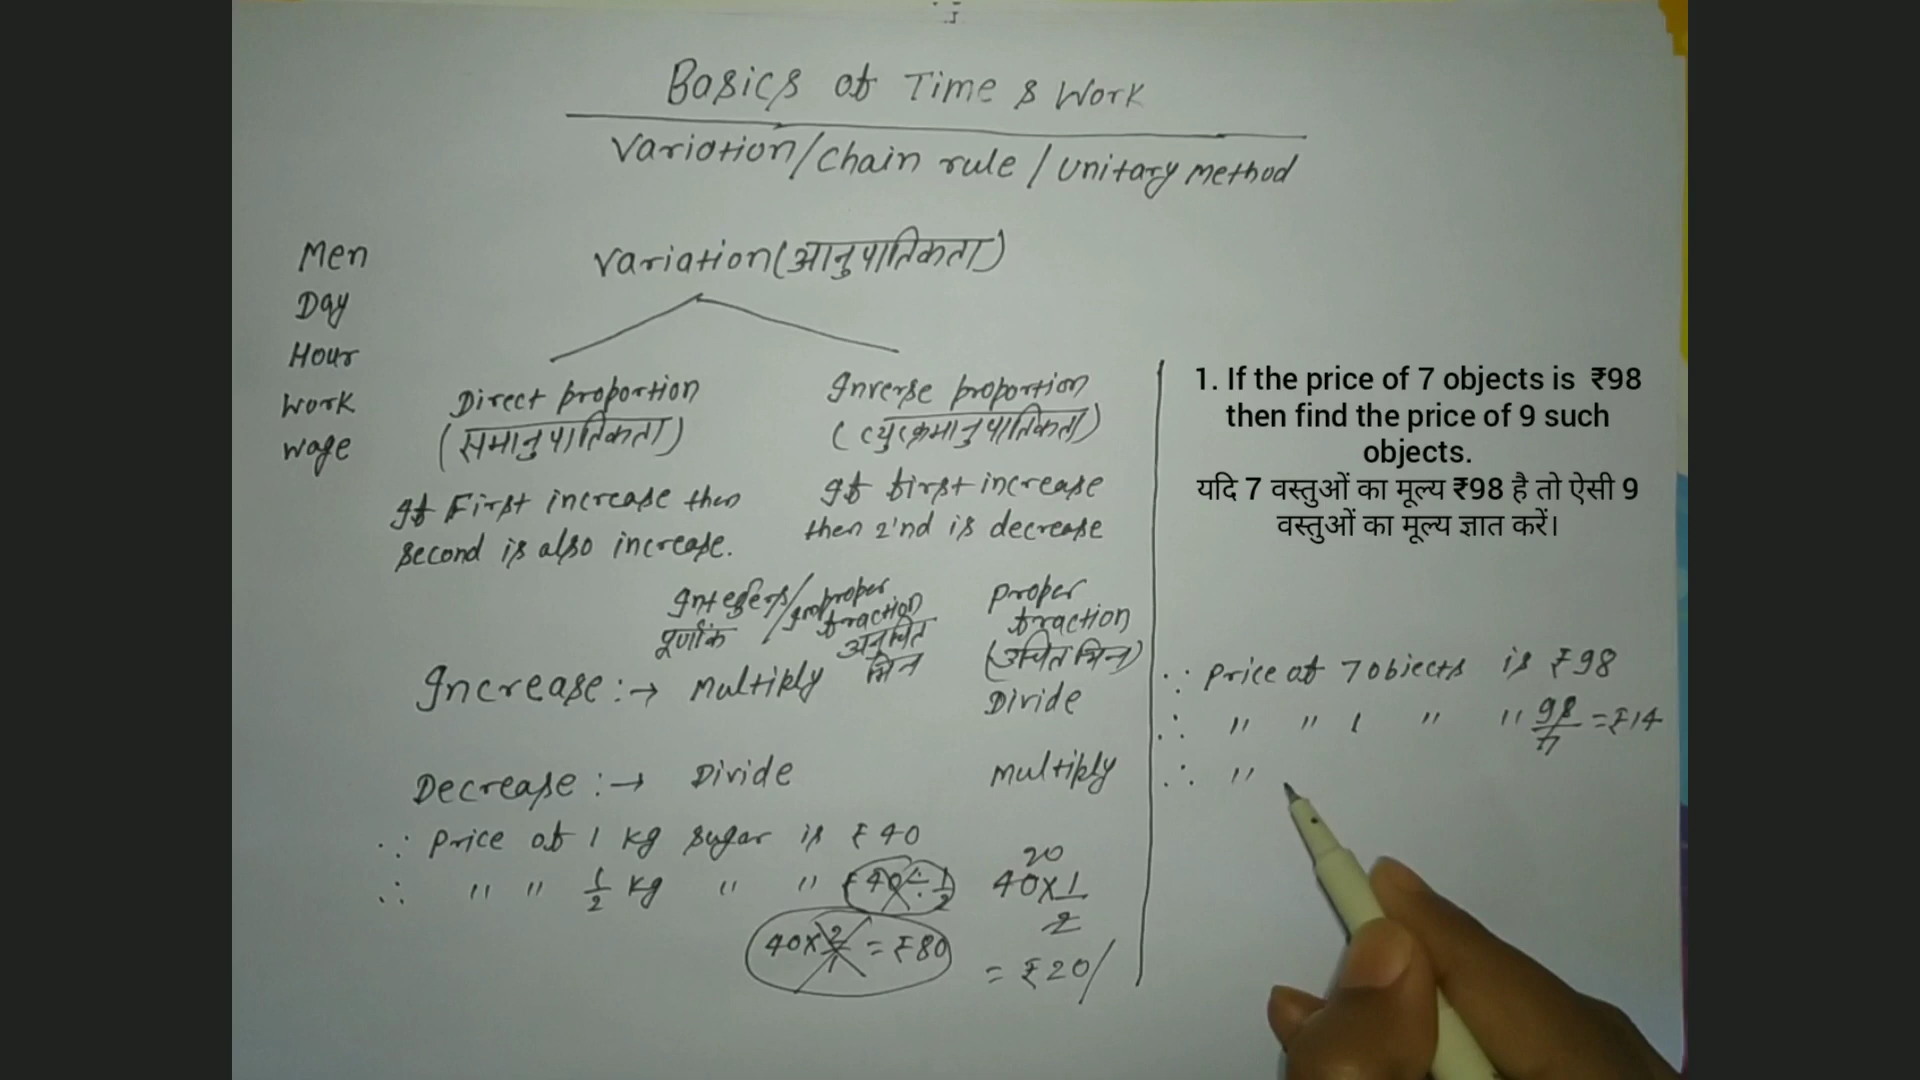 Basics of Time & Work
Variation/Chain rule/Unitary Method
Men
Day
Hour
Work
Wage
Variation(आनुपातिकता)
Direct proportion
(समानुपातिकता)
If First increase then
second is also increase.
Inverse proportion
(व्युत्क्रमानुपातिकता)
If first increase
then 2'nd is decrease
Integers/Improper fraction
पूर्णांक अनुचित भिन्न
Proper
fraction
(उचित भिन्न)
Increase:→ Multiply Divide
Decrease:→ Divide Multiply
∵ Price of 1 kg sugar is ₹40
∴ " " 1/2 kg " " ₹40÷1/2
40×2/1 = ₹80
20
40×1/2
= ₹20/
1. If the price of 7 objects is ₹98
then find the price of 9 such
objects.
यदि 7 वस्तुओं का मूल्य ₹98 है तो ऐसी 9
वस्तुओं का मूल्य ज्ञात करें।
∵ Price of 7 objects is ₹98
∴ " " 1 " " 98/7 = ₹14
∴ "